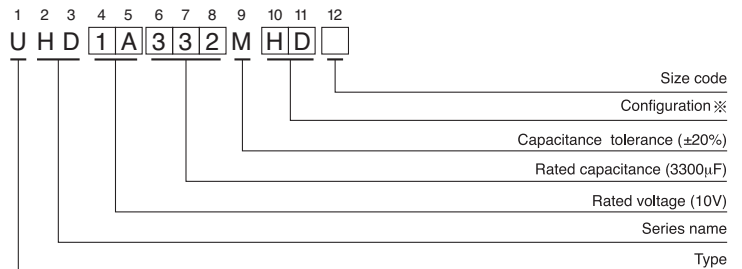 1 2 3 4 5 6 7 8 9 10 11 12
U H D 1 A 3 3 2 M H D
Size code
Configuration ※
Capacitance tolerance (±20%)
Rated capacitance (3300μF)
Rated voltage (10V)
Series name
Type